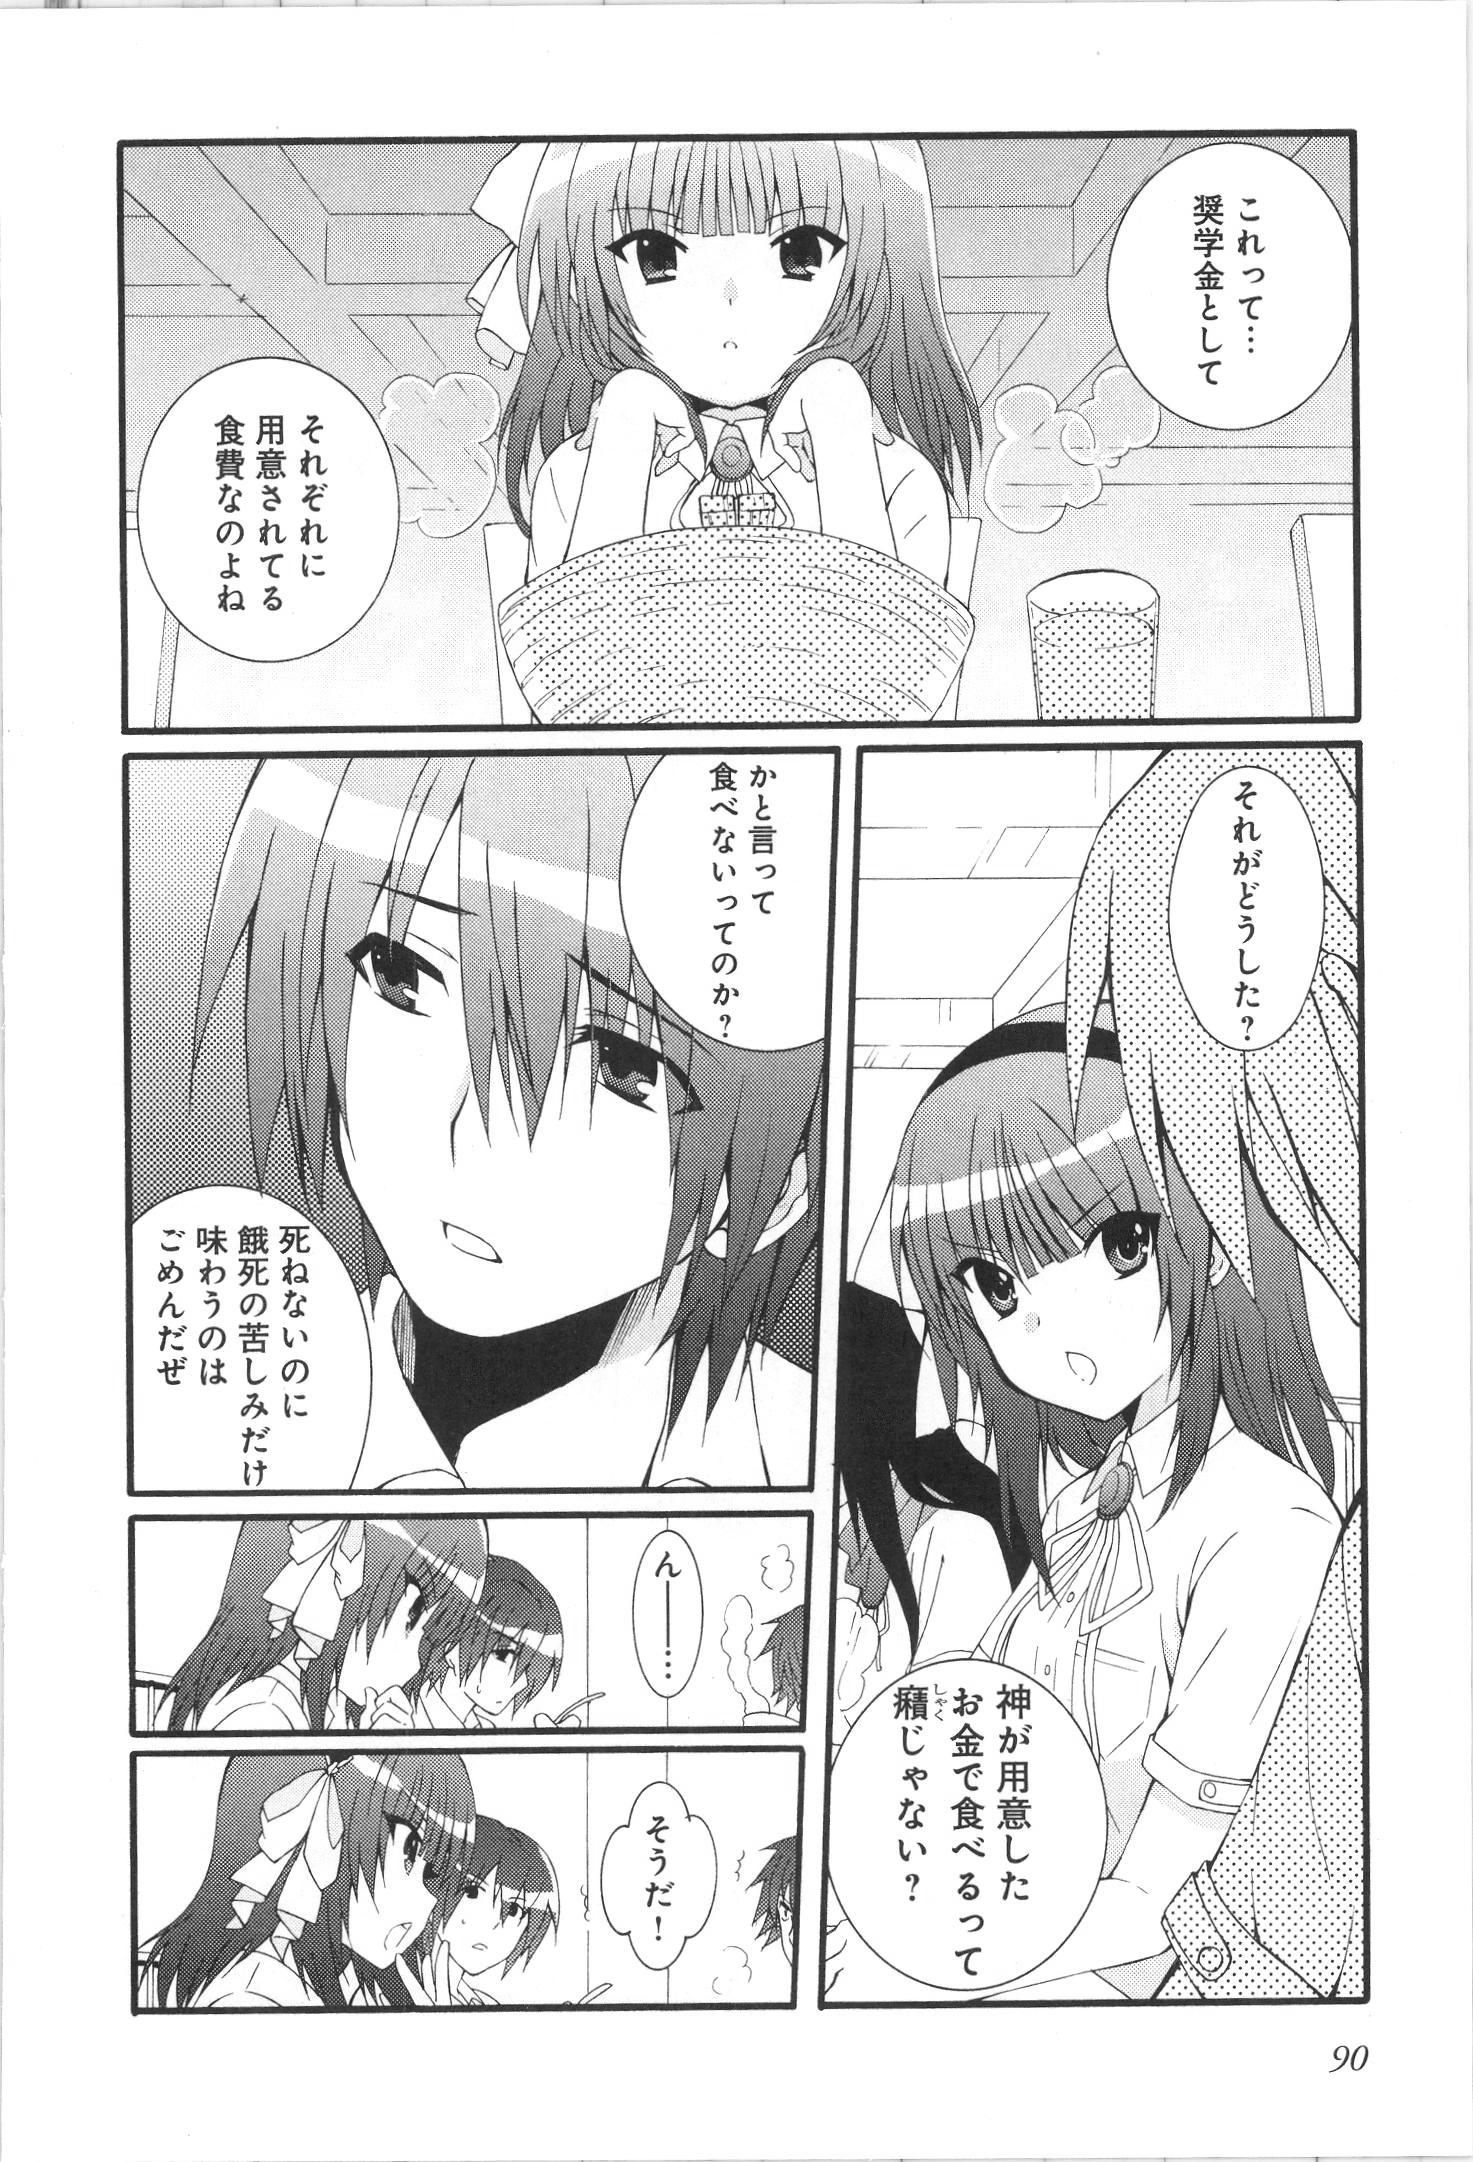 これって…
奨学金として
それぞれに
用意されてる
食費なのよね
それがどうした?
神が用意した
お金で食べるって
しゃく
癪じゃない?
かと言って
食べないってのか?
死ねないのに
餓死の苦しみだけ
味わうのは
ごめんだぜ
ん――…
そうだ!
90